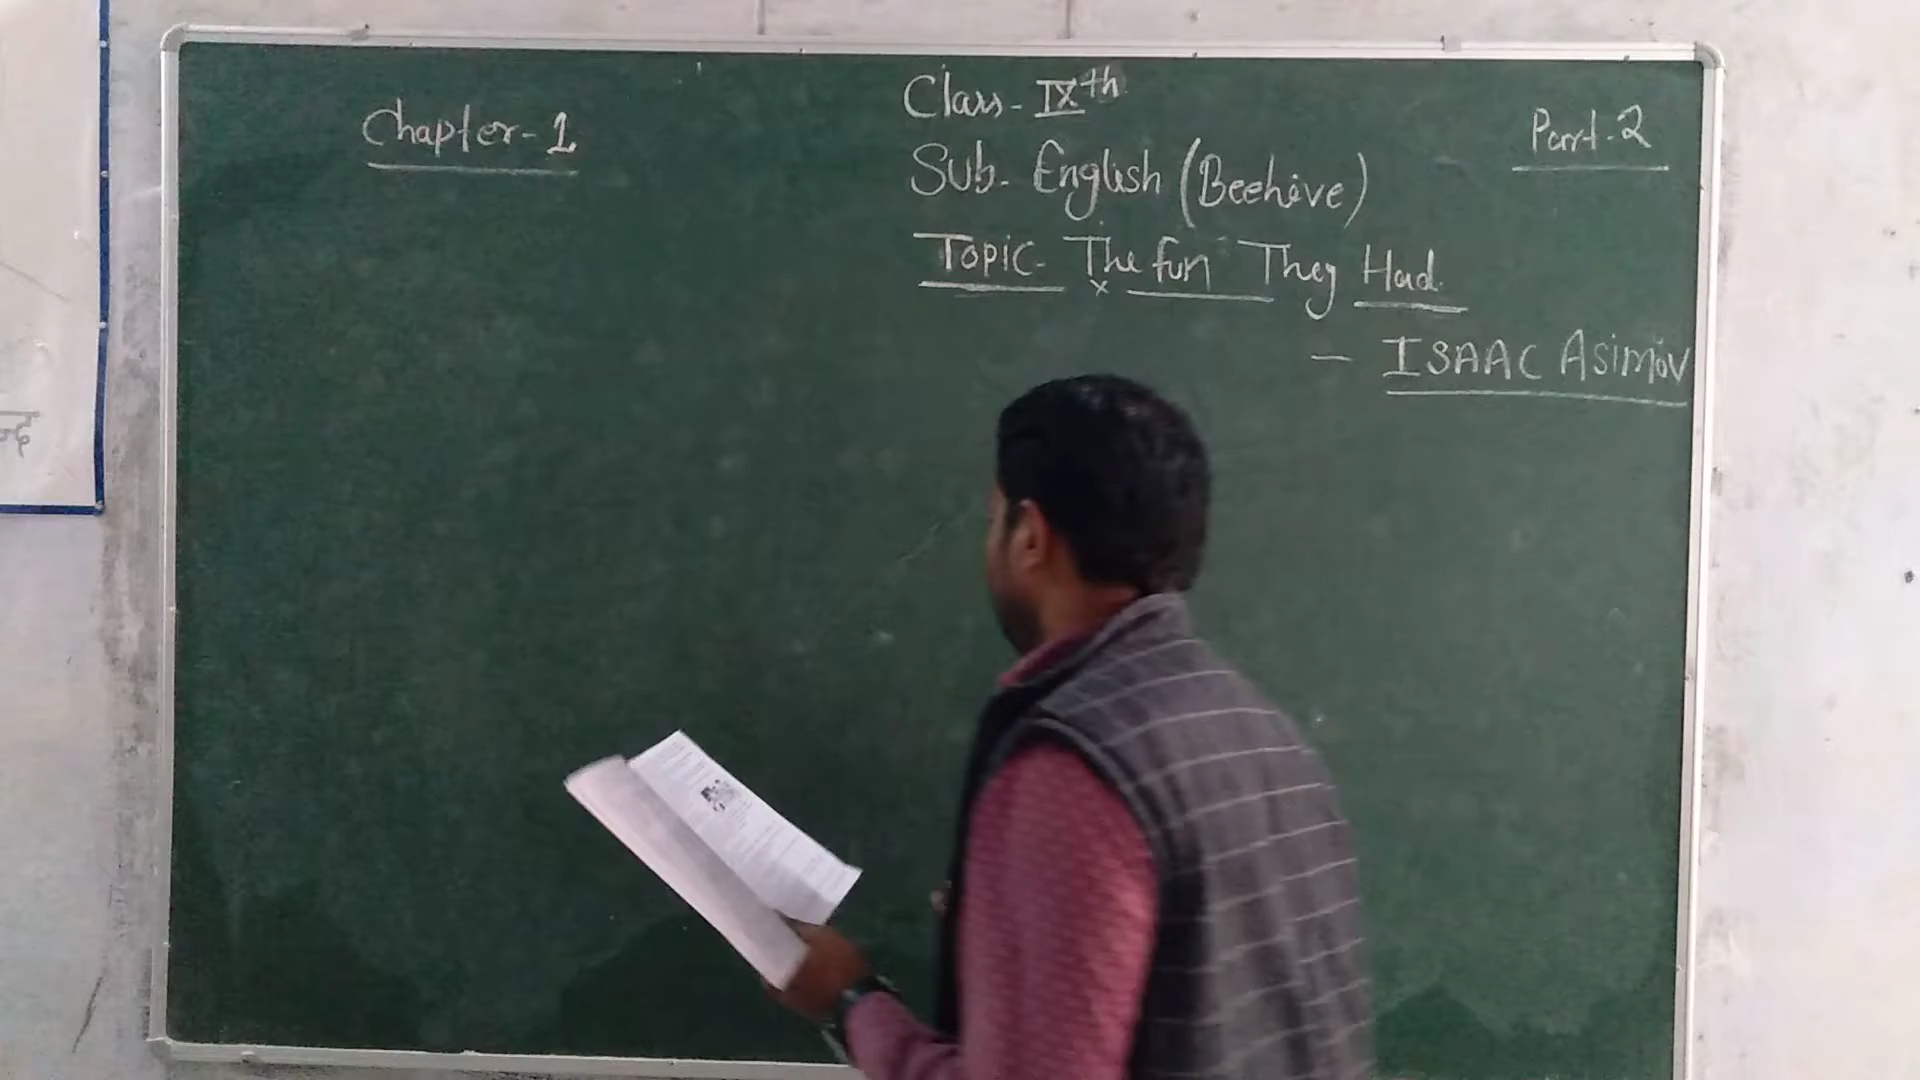 Chapter-1
Class- IXth
Part-2
Sub- English (Beehive)
Topic- The fun They Had.
— ISAAC Asimov